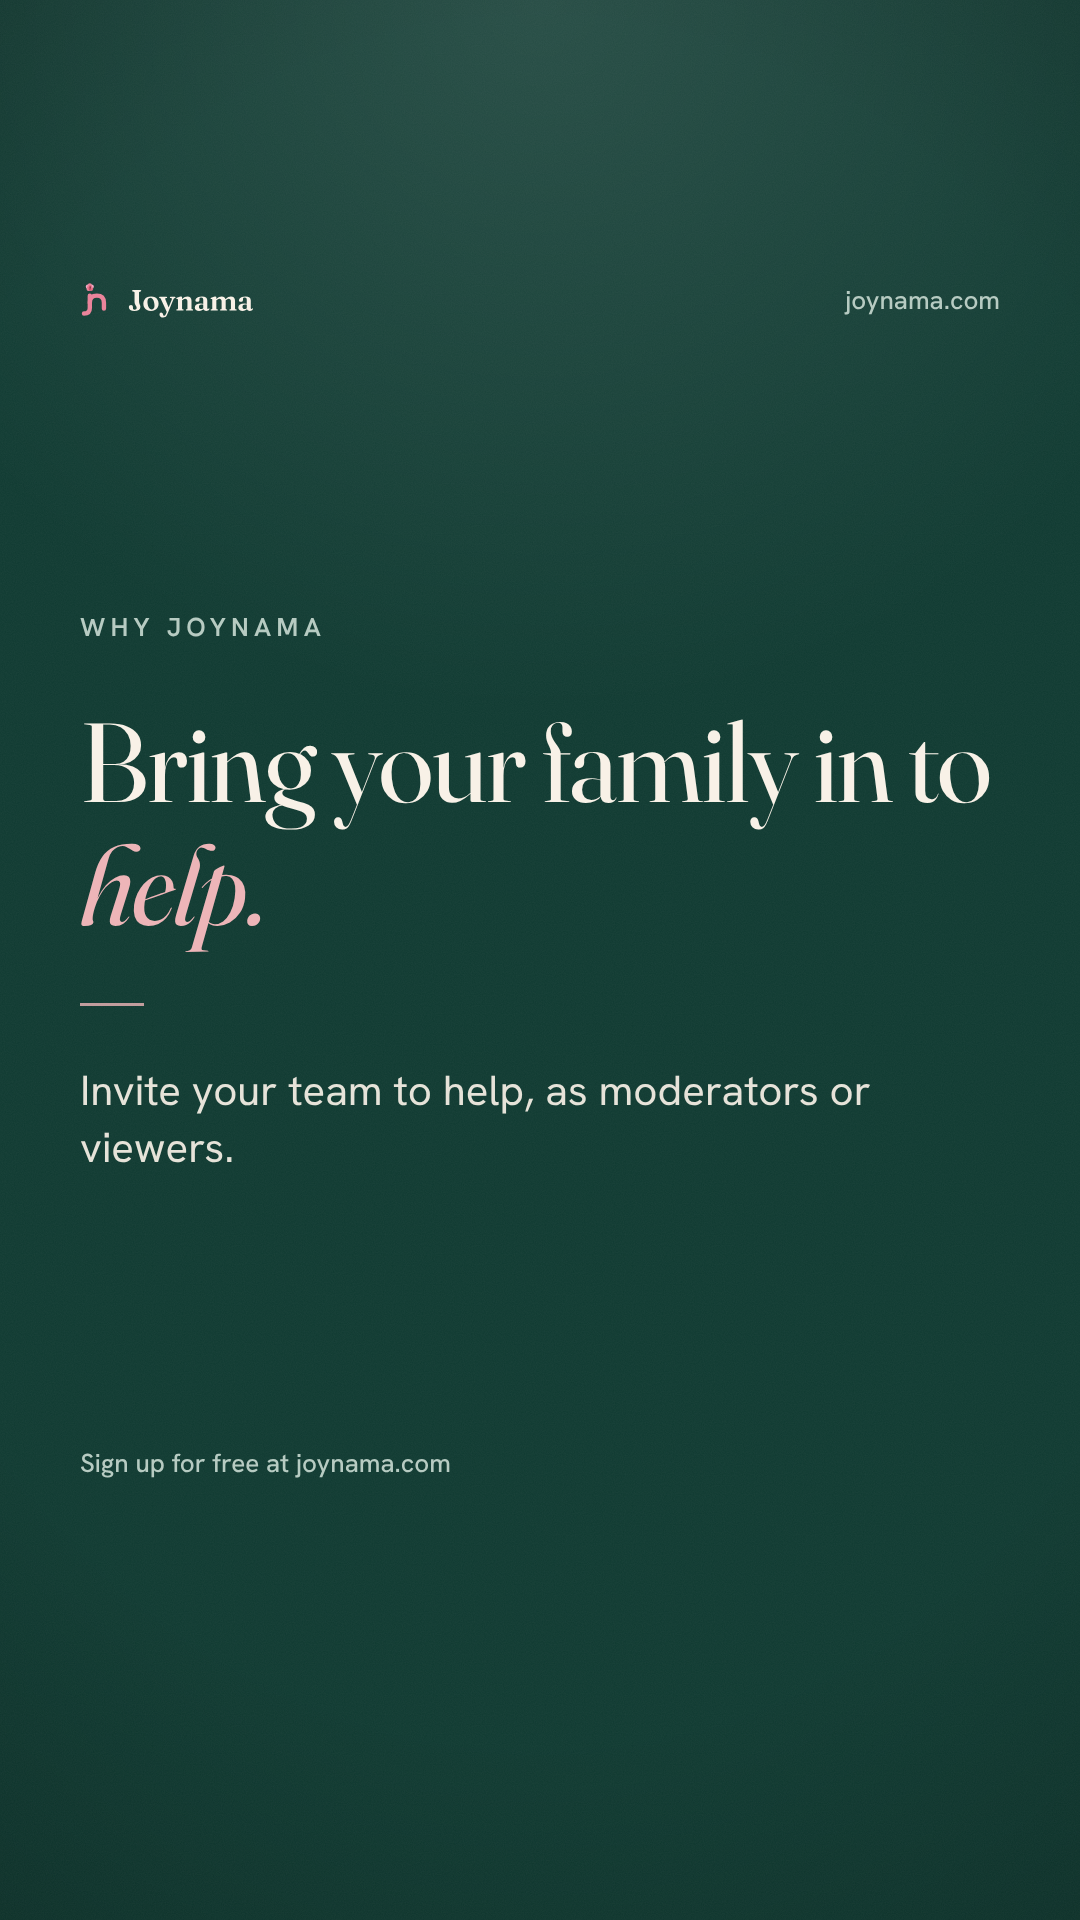 Joynama
joynama.com
WHY JOYNAMA
Bring your family in to
help.
Invite your team to help, as moderators or
viewers.
Sign up for free at joynama.com